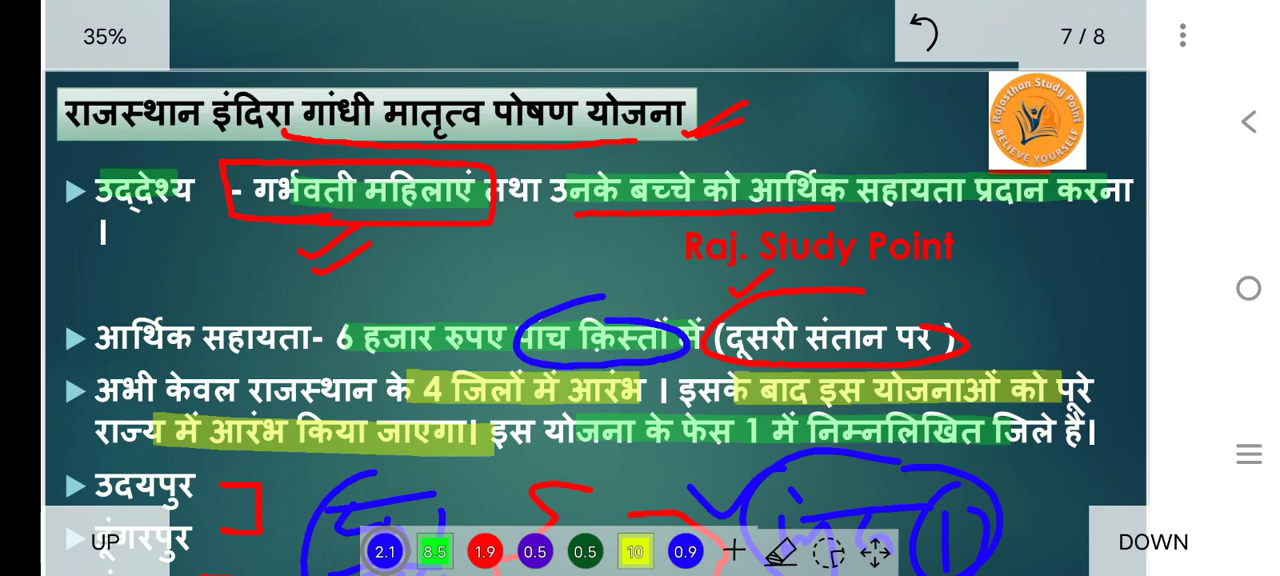 35%
7 / 8
राजस्थान इंदिरा गांधी मातृत्व पोषण योजना
Rajasthan Study Point
BELIEVE YOURSELF
उद्देश्य - गर्भवती महिलाएं तथा उनके बच्चे को आर्थिक सहायता प्रदान करना
।
Raj. Study Point
आर्थिक सहायता- 6 हजार रुपए पांच किस्तों में (दूसरी संतान पर )
अभी केवल राजस्थान के 4 जिलों में आरंभ । इसके बाद इस योजनाओं को पूरे
राज्य में आरंभ किया जाएगा। इस योजना के फेस 1 में निम्नलिखित जिले हैं।
उदयपुर
डूंगरपुर
UP
2.1 8.5 1.9 0.5 0.5 10 0.9
DOWN